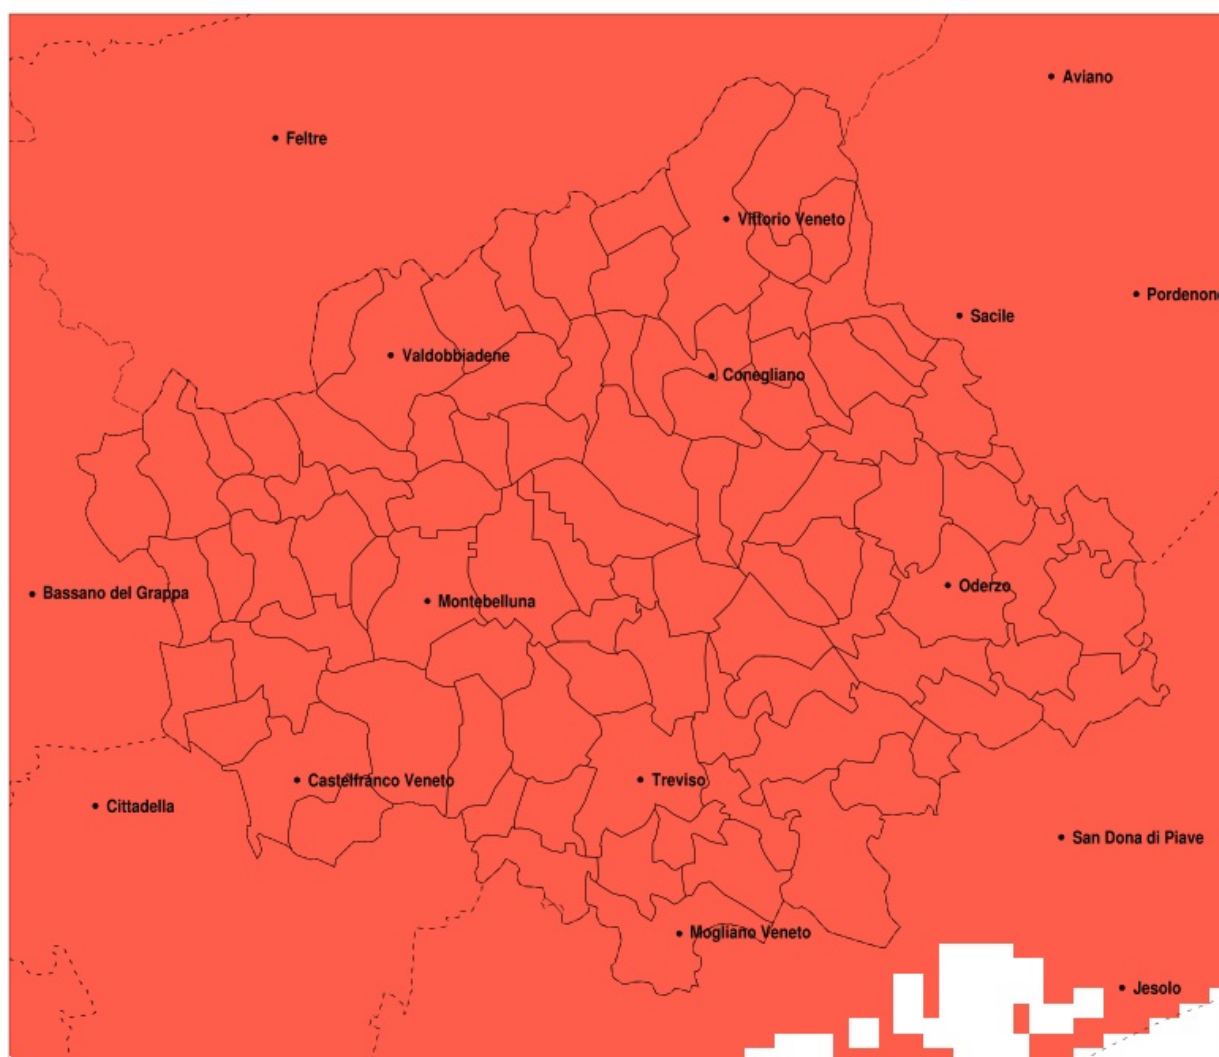 Aviano
Feltre
Vittorio Veneto
Pordenone
Sacile
Valdobbiadene
Conegliano
Oderzo
Bassano del Grappa
Montebelluna
Treviso
Castelfranco Veneto
Cittadella
San Dona di Piave
Mogliano Veneto
Jesolo